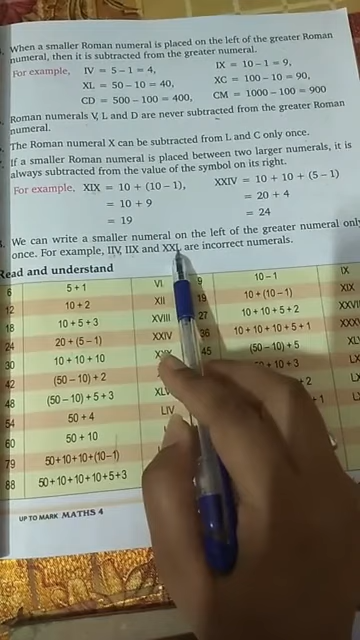 When a smaller Roman numeral is placed on the left of the greater Roman
numeral, then it is subtracted from the greater numeral.
For example, IV = 5 – 1 = 4, IX = 10 – 1 = 9,
XL = 50 – 10 = 40, XC = 100 – 10 = 90,
CD = 500 – 100 = 400, CM = 1000 – 100 = 900
Roman numerals V, L and D are never subtracted from the greater Roman
numeral.
The Roman numeral X can be subtracted from L and C only once.
If a smaller Roman numeral is placed between two larger numerals, it is
always subtracted from the value of the symbol on its right.
For example, XIX = 10 + (10 – 1), XXIV = 10 + 10 + (5 – 1)
= 10 + 9 = 20 + 4
= 19 = 24
We can write a smaller numeral on the left of the greater numeral only
once. For example, IIV, IIX and XXL are incorrect numerals.
Read and understand
6 5 + 1 VI 9 10 – 1 IX
12 10 + 2 XII 19 10 + (10 – 1) XIX
18 10 + 5 + 3 XVIII 27 10 + 10 + 5 + 2
24 20 + (5 – 1) XXIV 36 10 + 10 + 10 + 5 + 1
30 10 + 10 + 10 45 (50 – 10) + 5
42 (50 – 10) + 2
48 (50 – 10) + 5 + 3
54 50 + 4 LIV
60 50 + 10
79 50 + 10 + 10 + (10 – 1)
88 50 + 10 + 10 + 10 + 5 + 3
UP TO MARK MATHS 4